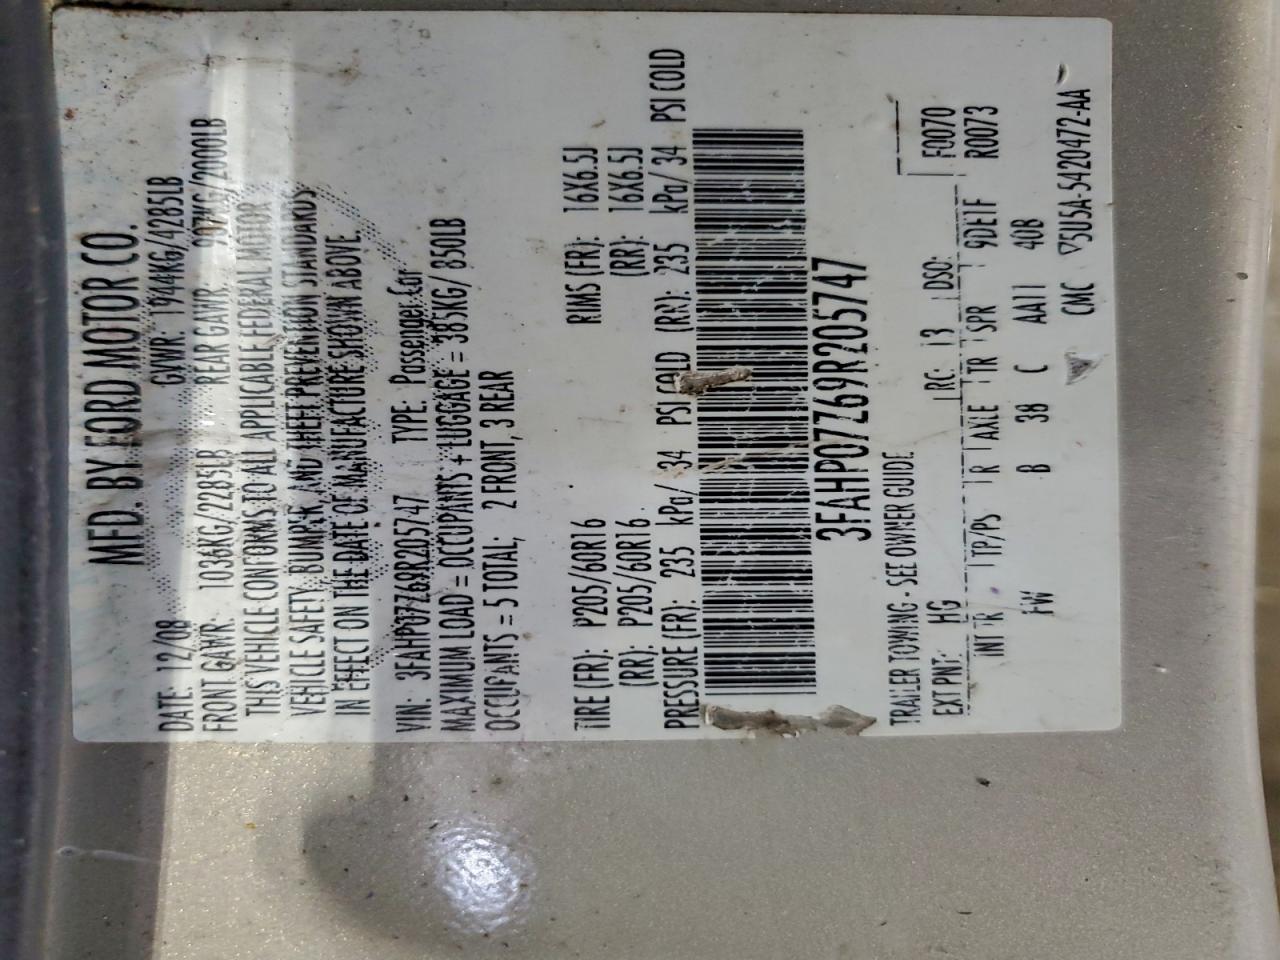 MFD. BY FORD MOTOR CO.
DATE: 12/08 GVWR: 1944KG/4285LB
FRONT GAWR: 1036KG/2285LB REAR GAWR: 907KG/2000LB
THIS VEHICLE CONFORMS TO ALL APPLICABLE FEDERAL MOTOR
VEHICLE SAFETY, BUMPER, AND THEFT PREVENTION STANDARDS
IN EFFECT ON THE DATE OF MANUFACTURE SHOWN ABOVE.
VIN: 3FAHP07Z69R205747 TYPE: Passenger Car
MAXIMUM LOAD = OCCUPANTS + LUGGAGE = 385KG/ 850LB
OCCUPANTS = 5 TOTAL; 2 FRONT, 3 REAR
TIRE (FR): P205/60R16 RIMS (FR): 16X6.5J
(RR): P205/60R16 (RR): 16X6.5J
PRESSURE (FR): 235 kPa/ 34 PSI COLD (RR): 235 kPa/ 34 PSI COLD
3FAHP07Z69R205747
TRAILER TOWING - SEE OWNER GUIDE
EXT PNT: HG RC: 13 DSO: F0070
INT TR TP/PS R AXLE TR SPR 9DE1F R0073
FW B 38 C AA11 40B
CMC 5U5A-5420472-AA